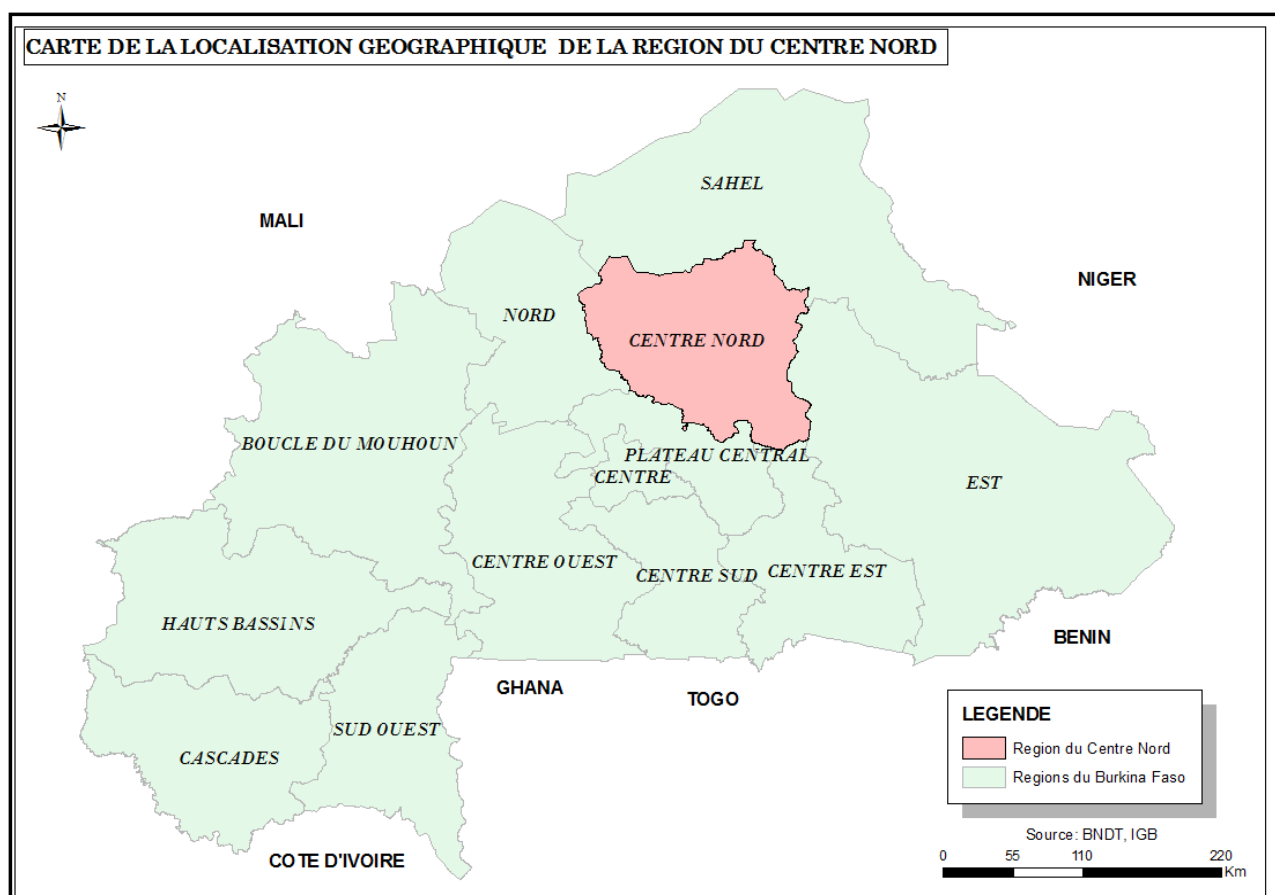 CARTE DE LA LOCALISATION GEOGRAPHIQUE DE LA REGION DU CENTRE NORD
N
SAHEL
MALI
NIGER
NORD
CENTRE NORD
BOUCLE DU MOUHOUN
PLATEAU CENTRAL
CENTRE
EST
CENTRE OUEST
CENTRE SUD
CENTRE EST
HAUTS BASSINS
BENIN
GHANA
TOGO
SUD OUEST
CASCADES
COTE D'IVOIRE
LEGENDE
Region du Centre Nord
Regions du Burkina Faso
Source: BNDT, IGB
0 55 110 220
Km